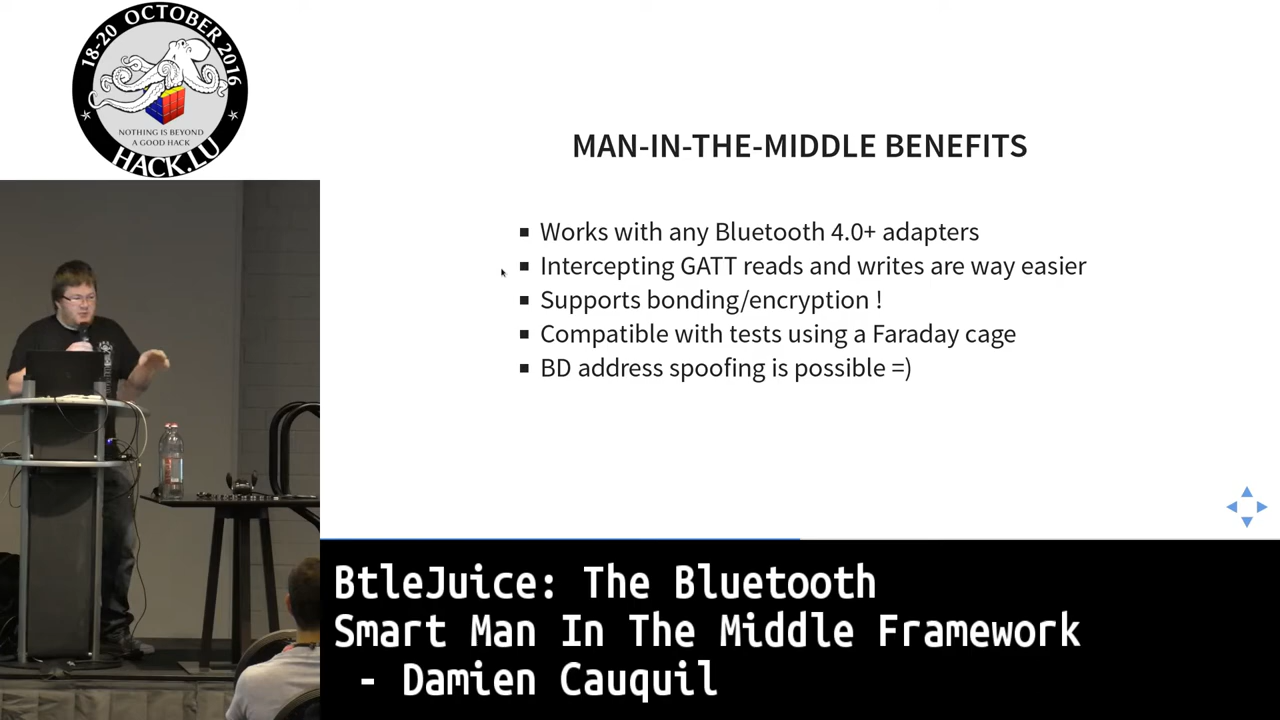 18-20 OCTOBER 2016
NOTHING IS BEYOND
A GOOD HACK
HACK.LU
MAN-IN-THE-MIDDLE BENEFITS
Works with any Bluetooth 4.0+ adapters
Intercepting GATT reads and writes are way easier
Supports bonding/encryption !
Compatible with tests using a Faraday cage
BD address spoofing is possible =)
BtleJuice: The Bluetooth
Smart Man In The Middle Framework
- Damien Cauquil